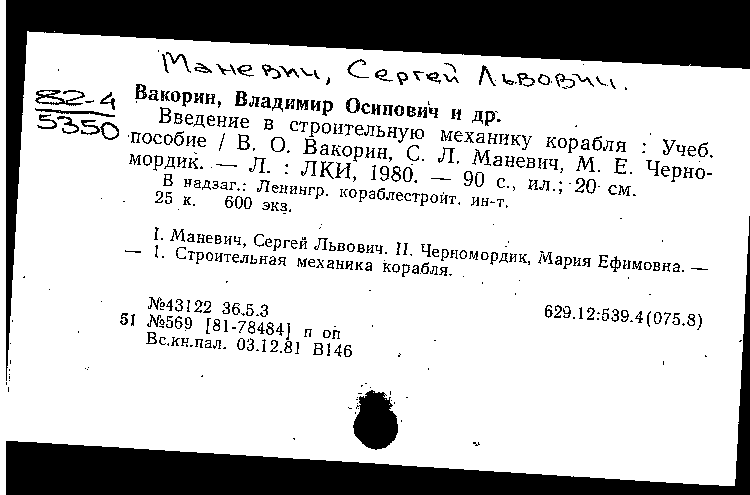 Маневич, Сергей Львович.
82-4
5350
Вакорин, Владимир Осипович и др.
Введение в строительную механику корабля : Учеб.
пособие / В. О. Вакорин, С. Л. Маневич, М. Е. Черно-
мордик. — Л. : ЛКИ, 1980. — 90 с., ил.; 20 см.
В надзаг.: Ленингр. кораблестроит. ин-т.
25 к. 600 экз.
I. Маневич, Сергей Львович. II. Черномордик, Мария Ефимовна. —
— 1. Строительная механика корабля.
№43122 36.5.3
629.12:539.4(075.8)
51 №569 [81-78484] п оп
Вс.кн.пал. 03.12.81 В146